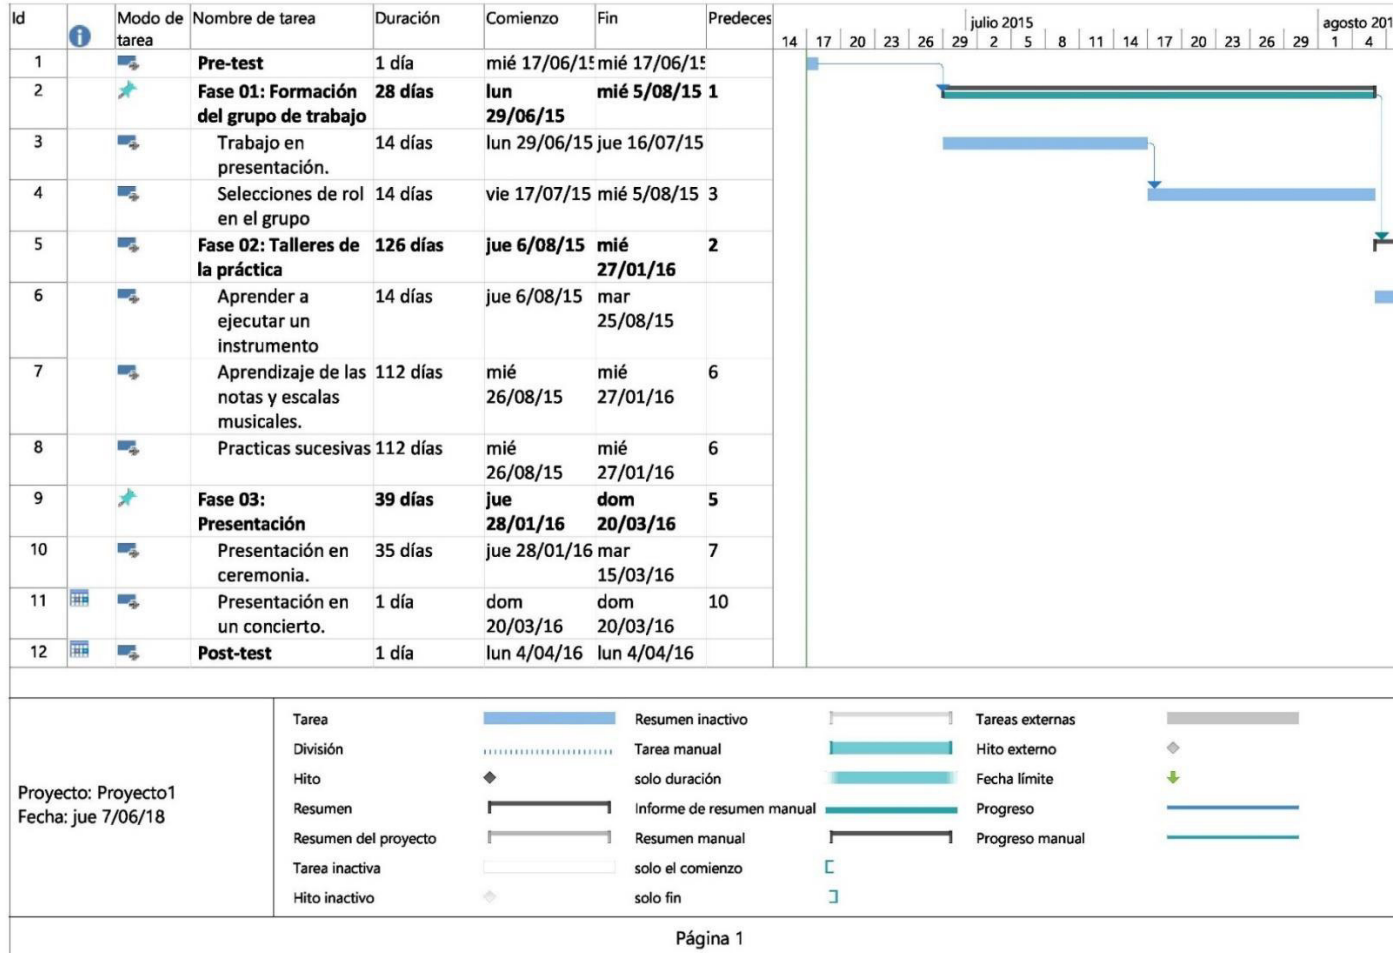 Id Modo de Nombre de tarea Duración Comienzo Fin Predeces
tarea
julio 2015 agosto 201
14 17 20 23 26 29 2 5 8 11 14 17 20 23 26 29 1 4
1 Pre-test 1 día mié 17/06/15 mié 17/06/15
2 Fase 01: Formación 28 días lun mié 5/08/15 1
del grupo de trabajo 29/06/15
3 Trabajo en 14 días lun 29/06/15 jue 16/07/15
presentación.
4 Selecciones de rol 14 días vie 17/07/15 mié 5/08/15 3
en el grupo
5 Fase 02: Talleres de 126 días jue 6/08/15 mié 2
la práctica 27/01/16
6 Aprender a 14 días jue 6/08/15 mar
ejecutar un 25/08/15
instrumento
7 Aprendizaje de las 112 días mié mié 6
notas y escalas 26/08/15 27/01/16
musicales.
8 Practicas sucesivas 112 días mié mié 6
26/08/15 27/01/16
9 Fase 03: 39 días jue dom 5
Presentación 28/01/16 20/03/16
10 Presentación en 35 días jue 28/01/16 mar 7
ceremonia. 15/03/16
11 Presentación en 1 día dom dom 10
un concierto. 20/03/16 20/03/16
12 Post-test 1 día lun 4/04/16 lun 4/04/16
Proyecto: Proyecto1
Fecha: jue 7/06/18
Tarea Resumen inactivo Tareas externas
División Tarea manual Hito externo
Hito solo duración Fecha límite
Resumen Informe de resumen manual Progreso
Resumen del proyecto Resumen manual Progreso manual
Tarea inactiva solo el comienzo
Hito inactivo solo fin
Página 1